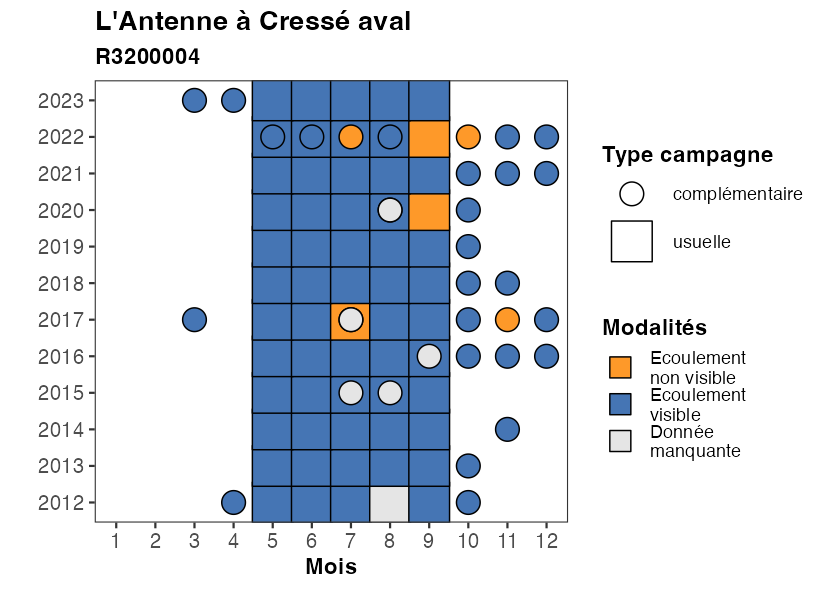 L'Antenne à Cressé aval
R3200004
2023
2022
2021
2020
2019
2018
2017
2016
2015
2014
2013
2012
1 2 3 4 5 6 7 8 9 10 11 12
Mois
Type campagne
complémentaire
usuelle
Modalités
Ecoulement
non visible
Ecoulement
visible
Donnée
manquante